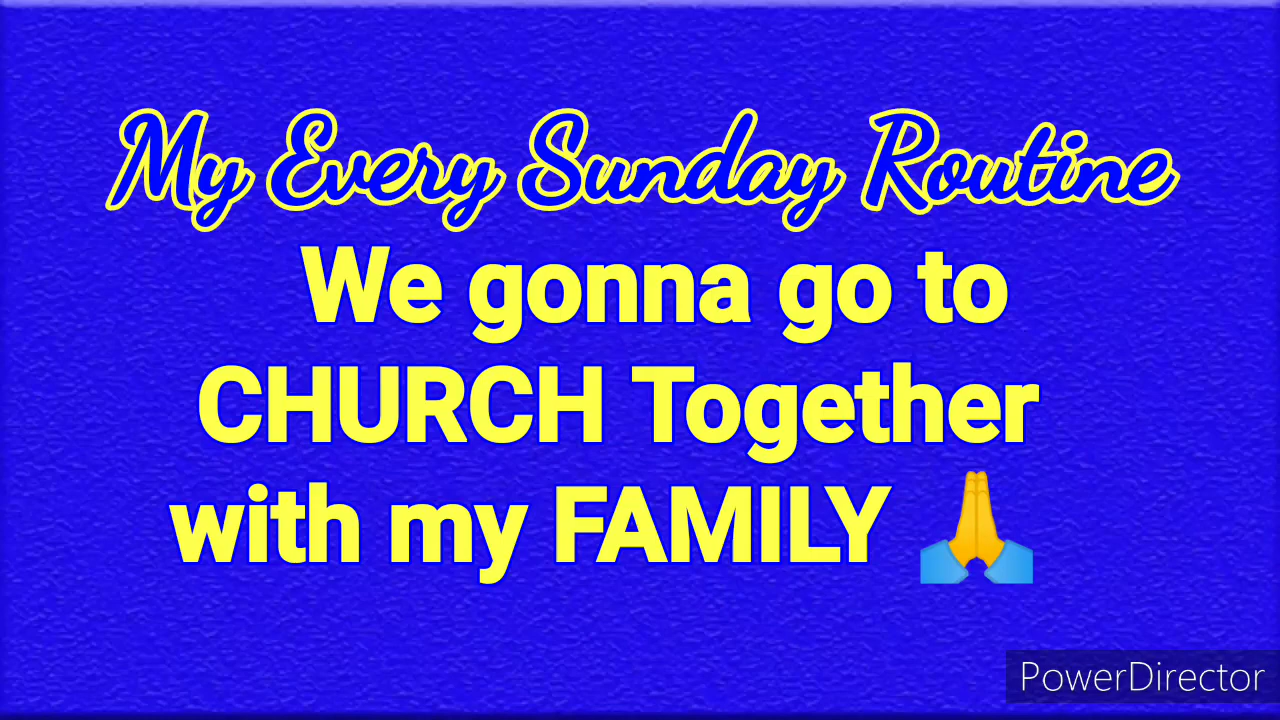 My Every Sunday Routine
We gonna go to
CHURCH Together
with my FAMILY 🙏
PowerDirector